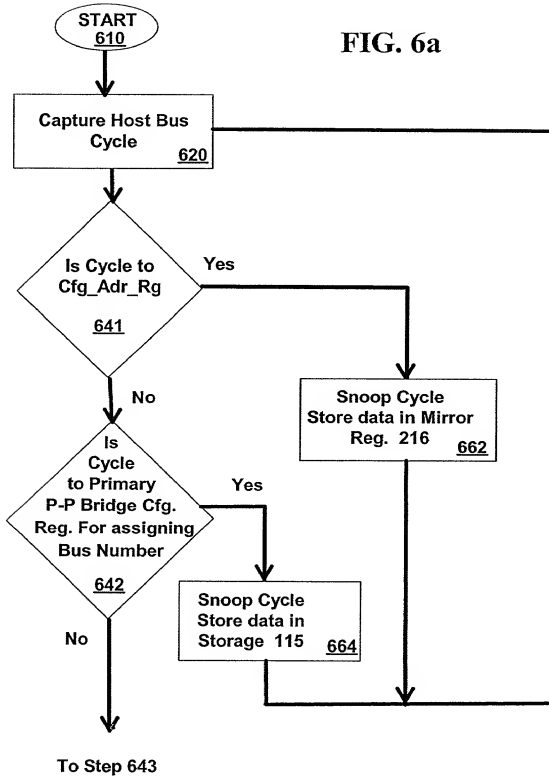 START
610
FIG. 6a
Capture Host Bus
Cycle
620
Is Cycle to
Cfg_Adr_Rg
641
Yes
No
Snoop Cycle
Store data in Mirror
Reg. 216
662
Is
Cycle
to Primary
P-P Bridge Cfg.
Reg. For assigning
Bus Number
642
Yes
No
Snoop Cycle
Store data in
Storage 115
664
To Step 643